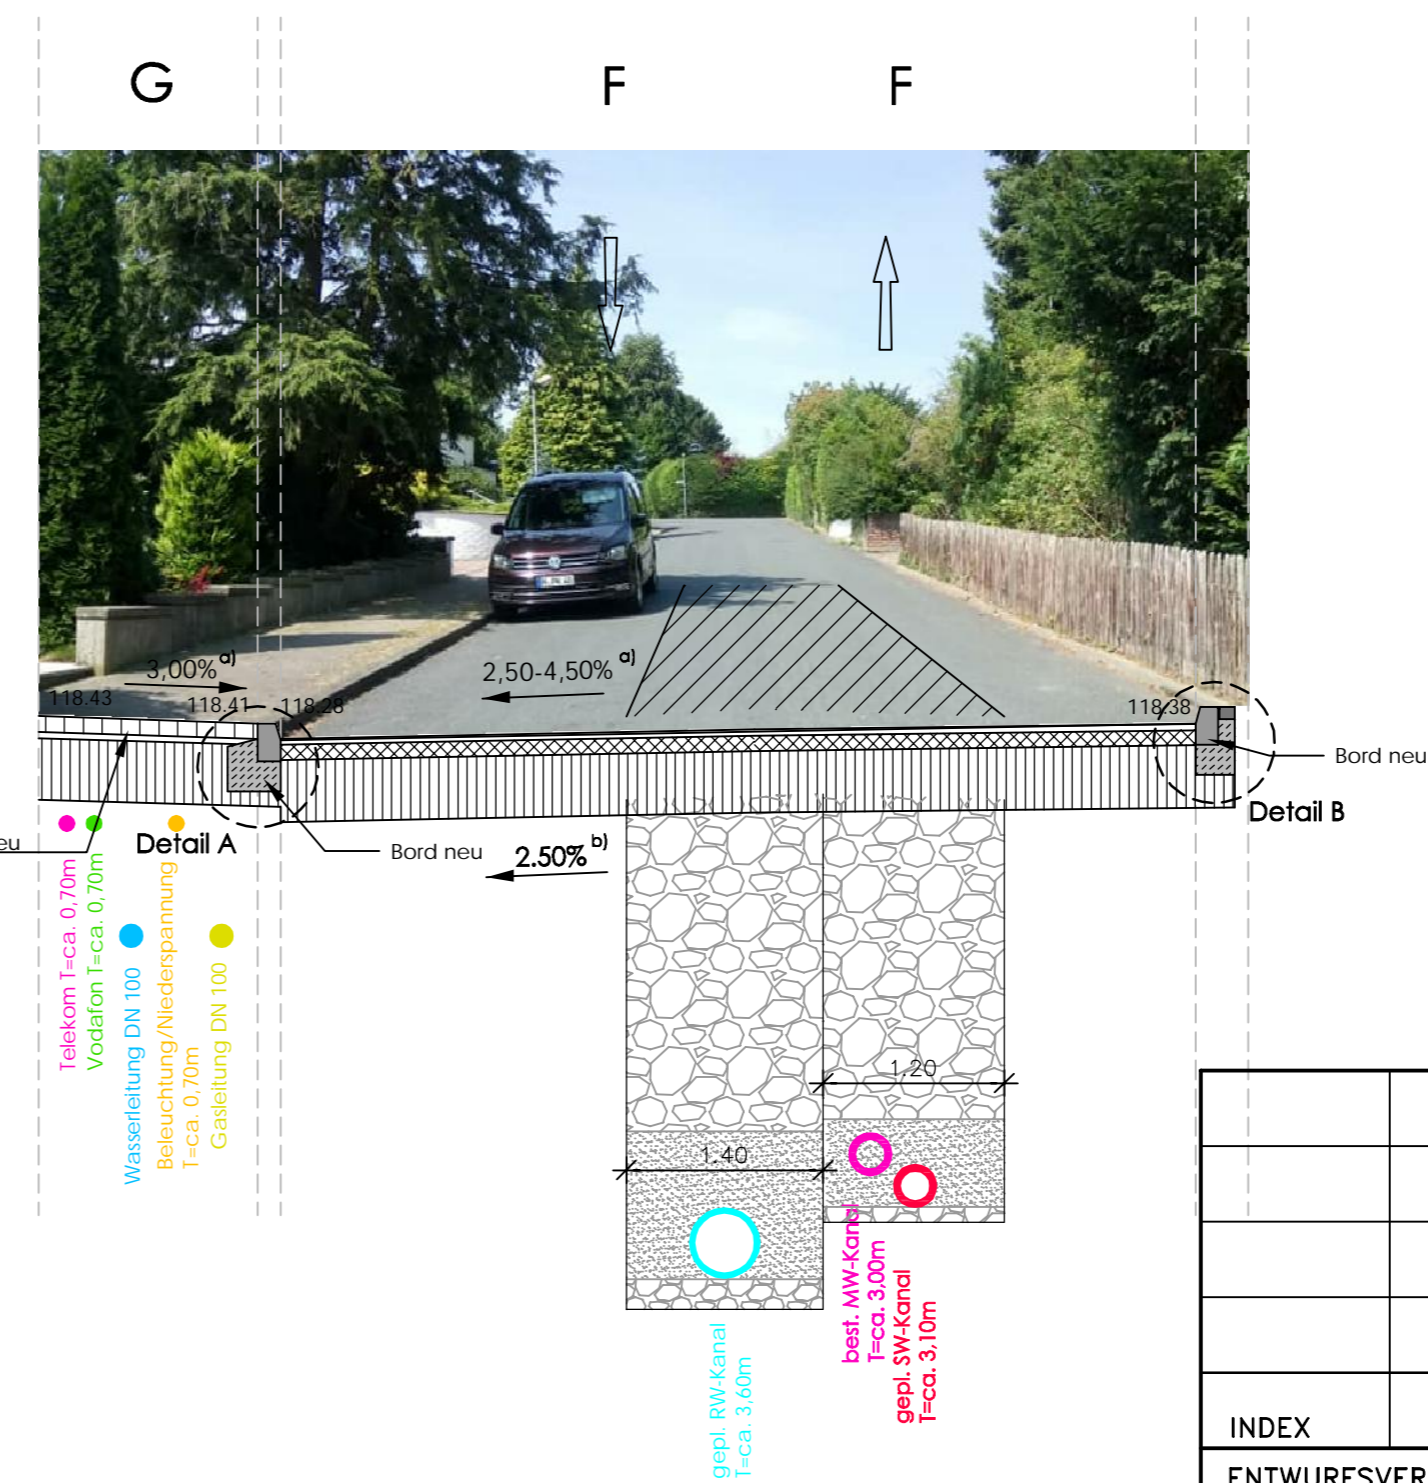 G
F
F
3,00% a)
2,50-4,50% a)
118.43
118.41
118.28
118.38
Bord neu
Detail B
eu
Detail A
Bord neu
2.50% b)
Telekom T=ca. 0,70m
Vodafon T=ca. 0,70m
Wasserleitung DN 100
Beleuchtung/Niederspannung
T=ca. 0,70m
Gasleitung DN 100
1.20
1.40
best. MW-Kanal
T=ca. 3,00m
gepl. SW-Kanal
T=ca. 3,10m
gepl. RW-Kanal
T=ca. 3,60m
INDEX
ENTWURFSVER